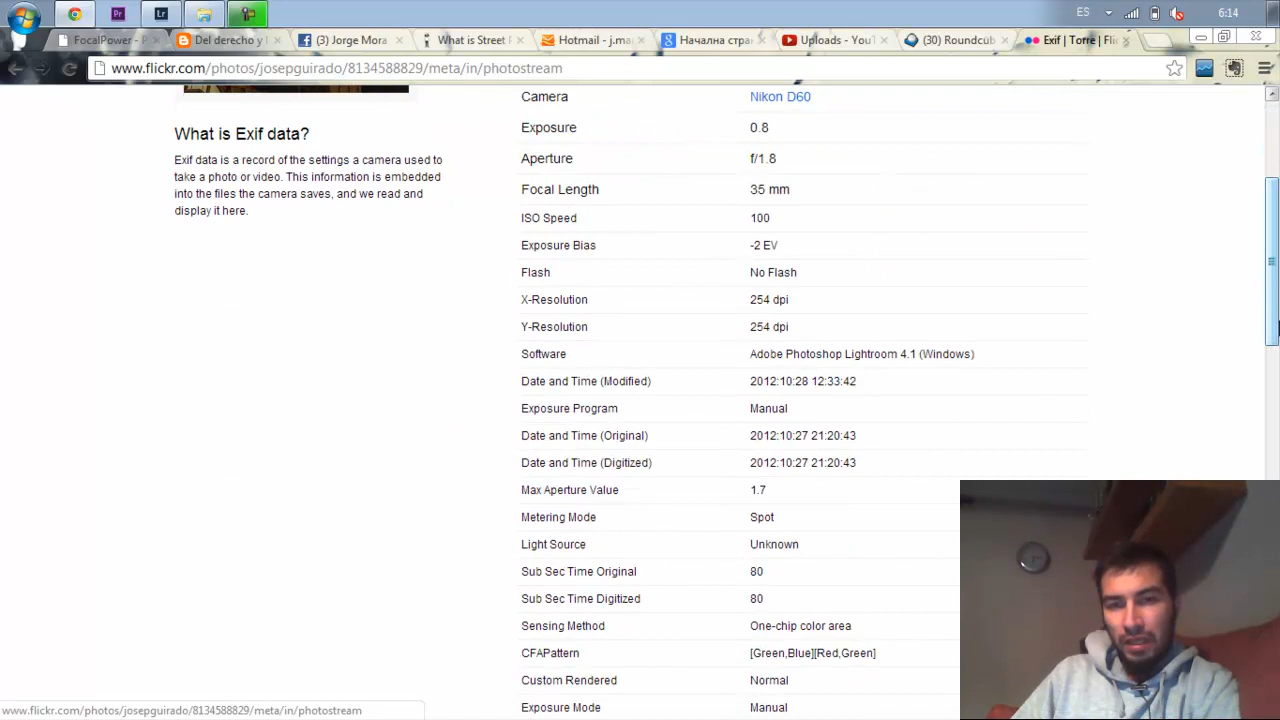 ES 6:14
FocalPower - P
Del derecho y
(3) Jorge Mora
What is Street
Hotmail - j.ma
Начална стра
Uploads - YouT
(30) Roundcub
Exif | Torre | Flic
www.flickr.com/photos/josepguirado/8134588829/meta/in/photostream
What is Exif data?
Exif data is a record of the settings a camera used to
take a photo or video. This information is embedded
into the files the camera saves, and we read and
display it here.
Camera Nikon D60
Exposure 0.8
Aperture f/1.8
Focal Length 35 mm
ISO Speed 100
Exposure Bias -2 EV
Flash No Flash
X-Resolution 254 dpi
Y-Resolution 254 dpi
Software Adobe Photoshop Lightroom 4.1 (Windows)
Date and Time (Modified) 2012:10:28 12:33:42
Exposure Program Manual
Date and Time (Original) 2012:10:27 21:20:43
Date and Time (Digitized) 2012:10:27 21:20:43
Max Aperture Value 1.7
Metering Mode Spot
Light Source Unknown
Sub Sec Time Original 80
Sub Sec Time Digitized 80
Sensing Method One-chip color area
CFAPattern [Green,Blue][Red,Green]
Custom Rendered Normal
Exposure Mode Manual
www.flickr.com/photos/josepguirado/8134588829/meta/in/photostream